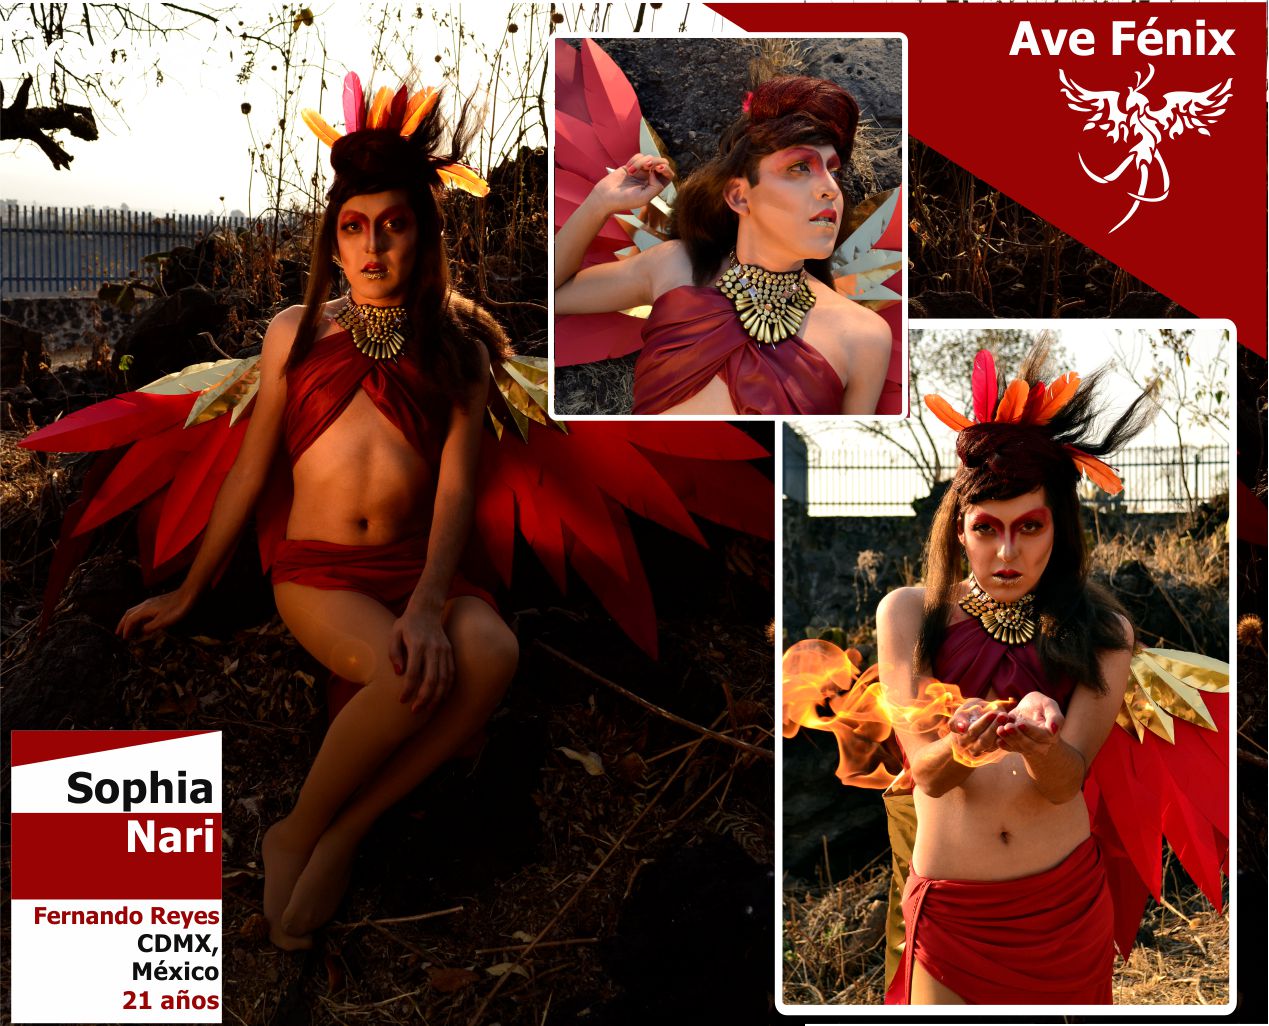 Ave Fénix
Sophia
Nari
Fernando Reyes
CDMX,
México
21 años